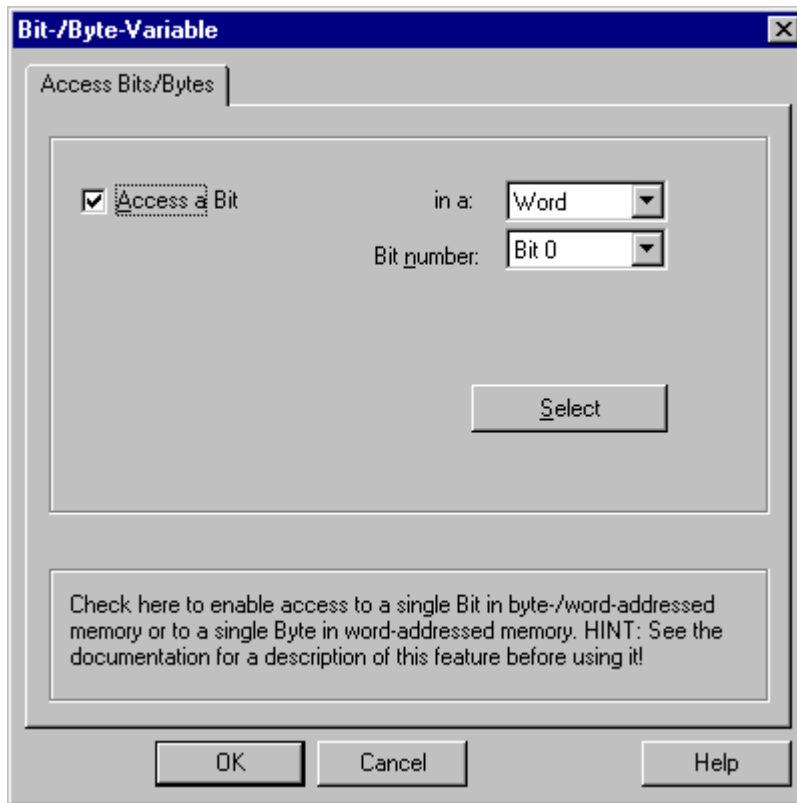 Bit-/Byte-Variable
Access Bits/Bytes
Access a Bit in a: Word
Bit number: Bit 0
Select
Check here to enable access to a single Bit in byte-/word-addressed
memory or to a single Byte in word-addressed memory. HINT: See the
documentation for a description of this feature before using it!
OK Cancel Help